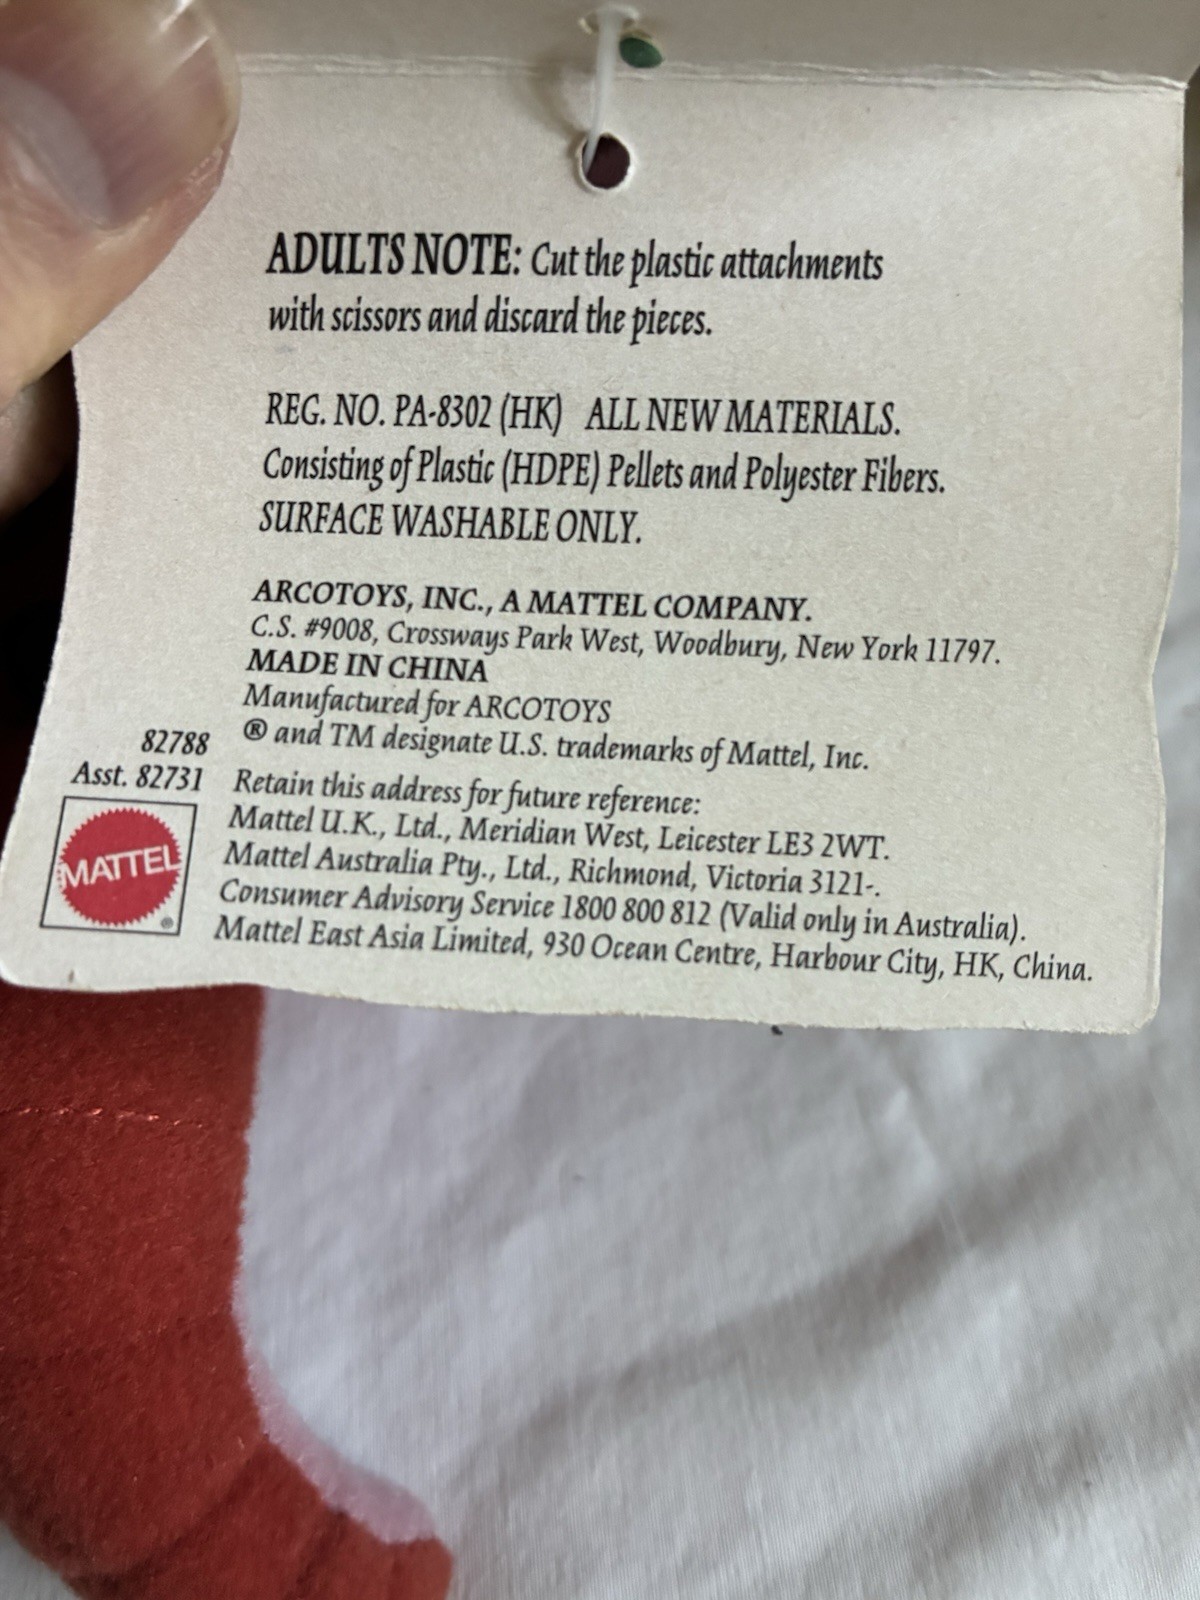 ADULTS NOTE: Cut the plastic attachments
with scissors and discard the pieces.
REG. NO. PA-8302 (HK) ALL NEW MATERIALS.
Consisting of Plastic (HDPE) Pellets and Polyester Fibers.
SURFACE WASHABLE ONLY.
ARCOTOYS, INC., A MATTEL COMPANY.
C.S. #9008, Crossways Park West, Woodbury, New York 11797.
MADE IN CHINA
Manufactured for ARCOTOYS
® and TM designate U.S. trademarks of Mattel, Inc.
82788
Asst. 82731
Retain this address for future reference:
Mattel U.K., Ltd., Meridian West, Leicester LE3 2WT.
Mattel Australia Pty., Ltd., Richmond, Victoria 3121-.
Consumer Advisory Service 1800 800 812 (Valid only in Australia).
Mattel East Asia Limited, 930 Ocean Centre, Harbour City, HK, China.
MATTEL
®